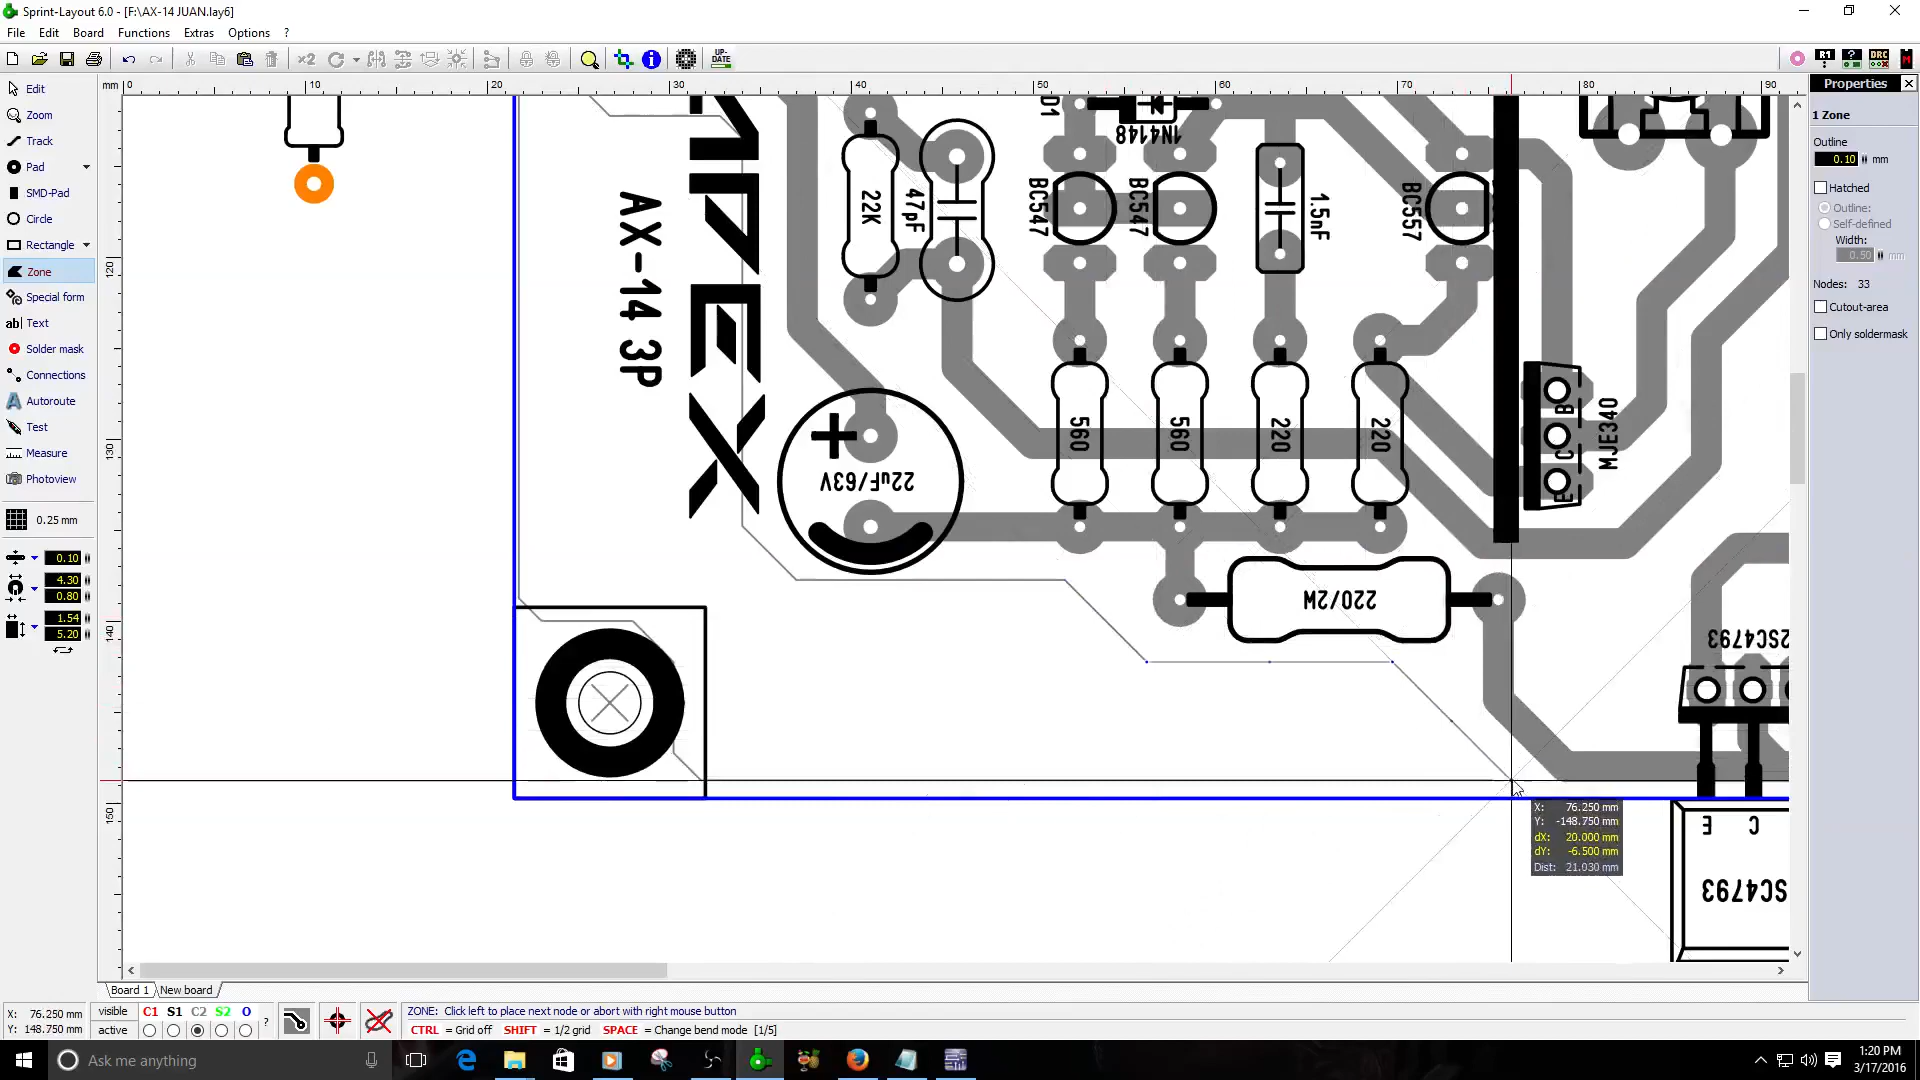 Sprint-Layout 6.0 - [F:\AX-14 JUAN.lay6]
File Edit Board Functions Extras Options ?
×2 UP-DATE R1 ? DRC
mm 0 10 20 30 40 50 60 70 80 90
Properties
Edit
Zoom
Track
Pad
SMD-Pad
Circle
Rectangle
Zone
Special form
Text
Solder mask
Connections
Autoroute
Test
Measure
Photoview
0.25 mm
0.10
4.30
0.80
1.54
5.20
120
130
140
150
AX-14 3P
MPEX
22K
47pF
D1
1N4148
BC547
BC547
1.5nF
BC557
560
560
220
220
22uF/63V
220/2W
B
C
E
MJE340
2SC4793
E C
SC4793
X: 76.250 mm
Y: -148.750 mm
dX: 20.000 mm
dY: -6.500 mm
Dist: 21.030 mm
1 Zone
Outline
0.10 mm
Hatched
Outline:
Self-defined
Width:
0.50 mm
Nodes: 33
Cutout-area
Only soldermask
Board 1 New board
X: 76.250 mm
Y: 148.750 mm
visible C1 S1 C2 S2 O
active ?
ZONE: Click left to place next node or abort with right mouse button
CTRL = Grid off SHIFT = 1/2 grid SPACE = Change bend mode [1/5]
Ask me anything
1:20 PM
3/17/2016